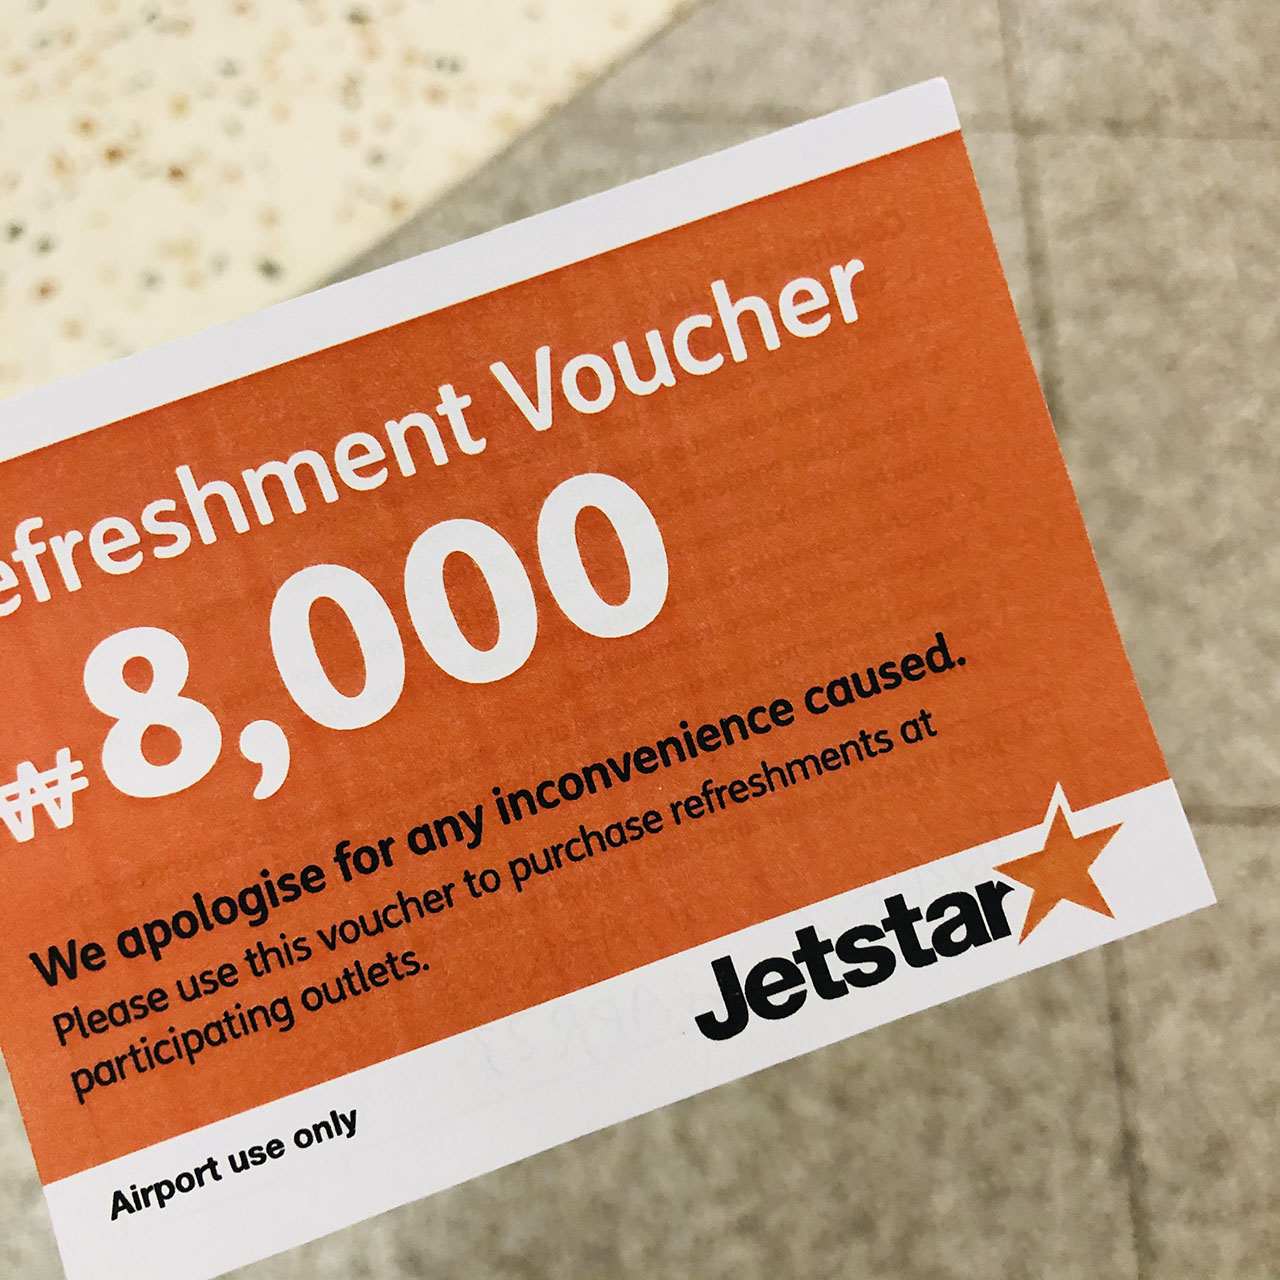 efreshment Voucher
₩8,000
We apologise for any inconvenience caused.
Please use this voucher to purchase refreshments at
participating outlets.
Jetstar
Airport use only